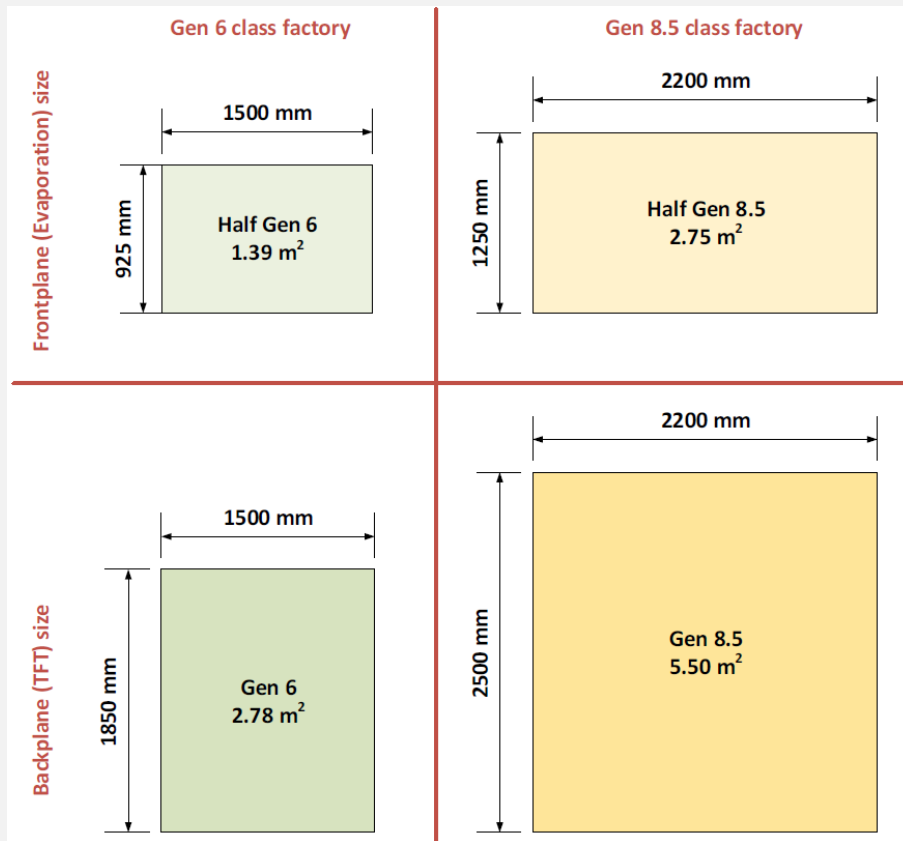 Gen 6 class factory
Gen 8.5 class factory
Frontplane (Evaporation) size
1500 mm
925 mm
Half Gen 6
1.39 m²
2200 mm
1250 mm
Half Gen 8.5
2.75 m²
Backplane (TFT) size
1500 mm
1850 mm
Gen 6
2.78 m²
2200 mm
2500 mm
Gen 8.5
5.50 m²